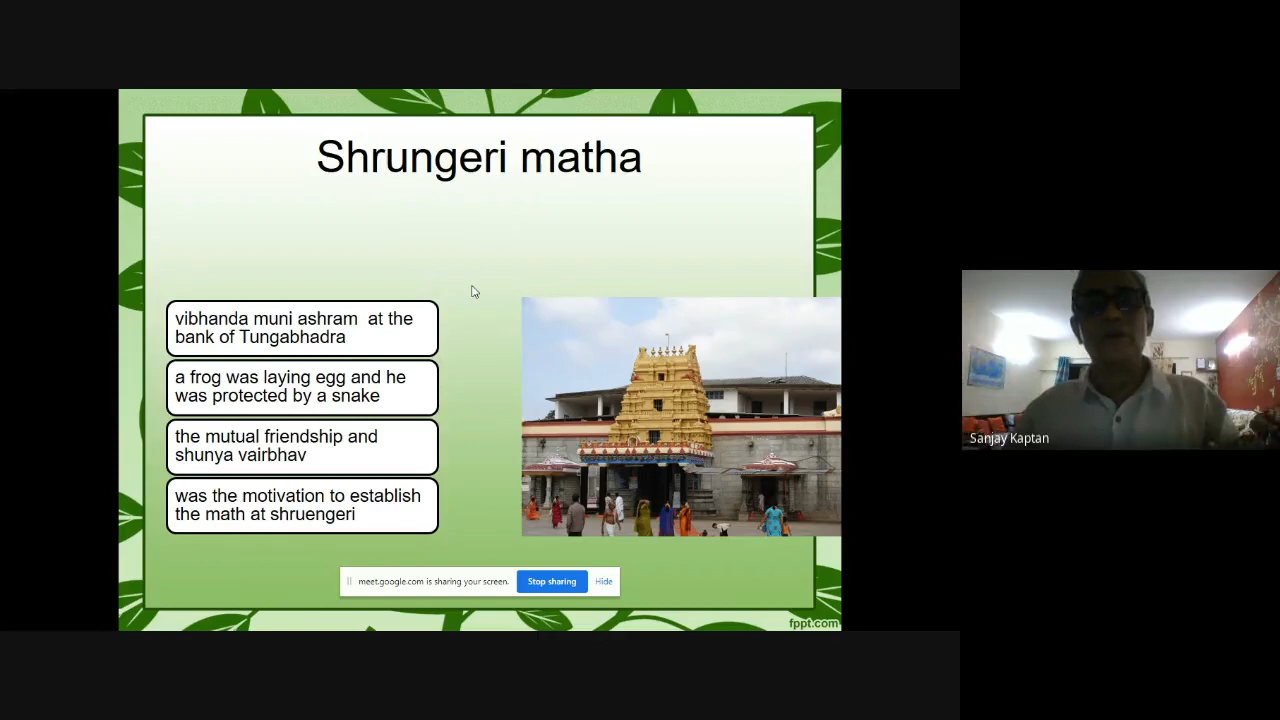 Shrungeri matha
vibhanda muni ashram  at the
bank of Tungabhadra
a frog was laying egg and he
was protected by a snake
the mutual friendship and
shunya vairbhav
was the motivation to establish
the math at shruengeri
meet.google.com is sharing your screen.
Stop sharing
Hide
fppt.com
Sanjay Kaptan